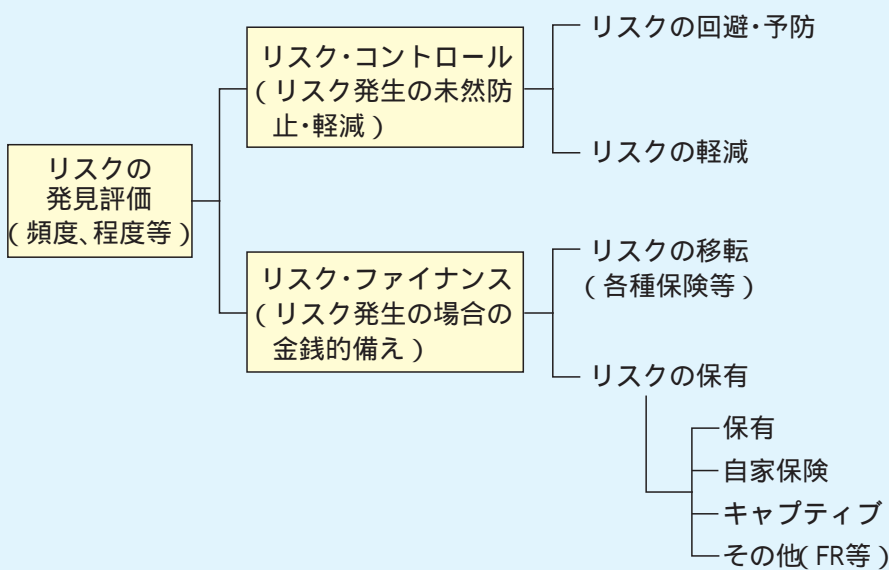 リスクの
発見評価
(頻度、程度等)
リスク・コントロール
(リスク発生の未然防
止・軽減)
リスクの回避・予防
リスクの軽減
リスク・ファイナンス
(リスク発生の場合の
金銭的備え)
リスクの移転
(各種保険等)
リスクの保有
保有
自家保険
キャプティブ
その他(FR等)